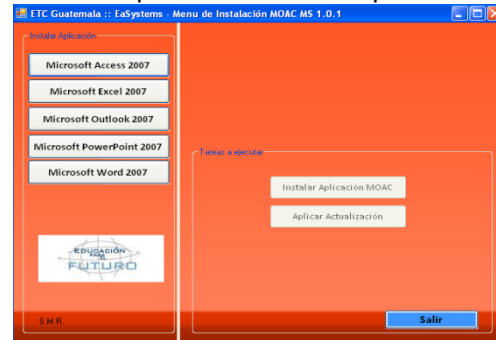 ETC Guatemala :: EaSystems - Menu de Instalación MOAC MS 1.0.1
Instalar Aplicación
Microsoft Access 2007
Microsoft Excel 2007
Microsoft Outlook 2007
Microsoft PowerPoint 2007
Microsoft Word 2007
EDUCACIÓN
PARA
EL
FUTURO
S.M.R.
Tareas a ejecutar
Instalar Aplicación MOAC
Aplicar Actualización
Salir